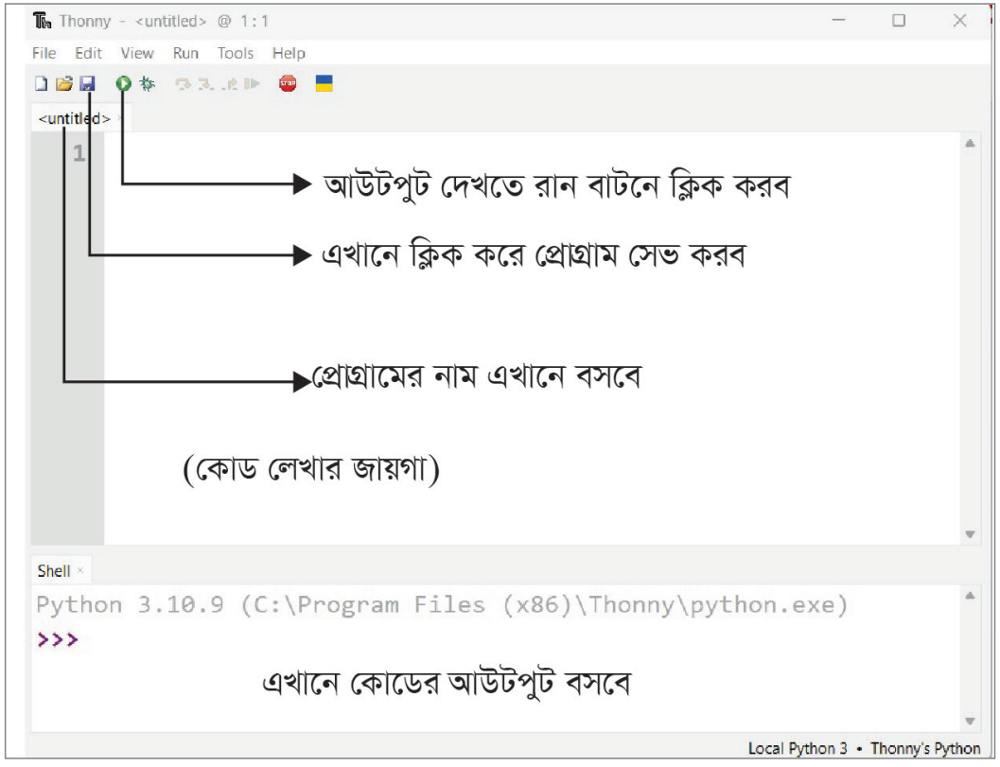 Thonny - <untitled> @ 1:1
File Edit View Run Tools Help
STOP
<untitled> ×
1
আউটপুট দেখতে রান বাটনে ক্লিক করব
এখানে ক্লিক করে প্রোগ্রাম সেভ করব
প্রোগ্রামের নাম এখানে বসবে
(কোড লেখার জায়গা)
Shell ×
Python 3.10.9 (C:\Program Files (x86)\Thonny\python.exe)
>>>
এখানে কোডের আউটপুট বসবে
Local Python 3 • Thonny's Python